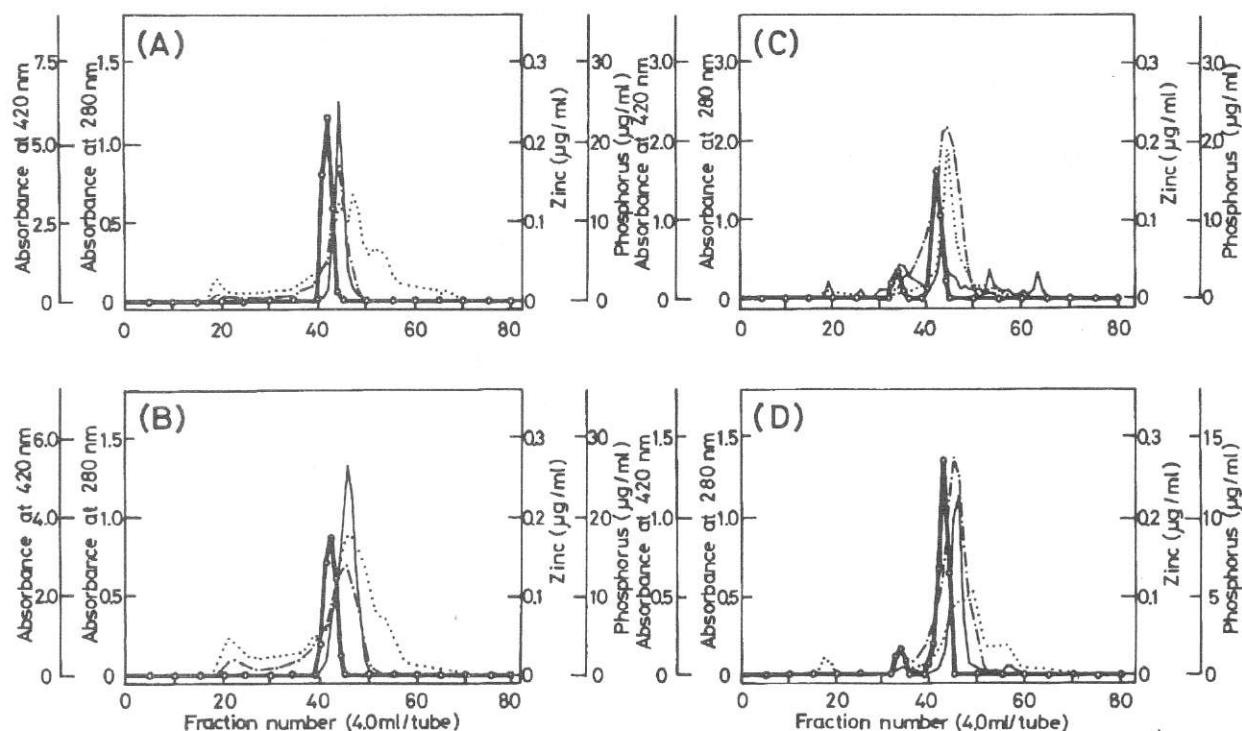 (A)
Absorbance at 420 nm
7.5
5.0
2.5
0
Absorbance at 280 nm
1.5
1.0
0.5
0
Zinc (µg/ml)
0.3
0.2
0.1
0
Phosphorus (µg/ml)
30
20
10
0
0 20 40 60 80
(C)
Absorbance at 420 nm
3.0
2.0
1.0
0
Absorbance at 280 nm
3.0
2.0
1.0
0
Zinc (µg/ml)
0.3
0.2
0.1
0
Phosphorus (µg/ml)
3.0
2.0
1.0
0
0 20 40 60 80
(B)
Absorbance at 420 nm
6.0
4.0
2.0
0
Absorbance at 280 nm
1.5
1.0
0.5
0
Zinc (µg/ml)
0.3
0.2
0.1
0
Phosphorus (µg/ml)
30
20
10
0
0 20 40 60 80
Fraction number (4.0ml/tube)
(D)
Absorbance at 420 nm
1.5
1.0
0.5
0
Absorbance at 280 nm
1.5
1.0
0.5
0
Zinc (µg/ml)
0.3
0.2
0.1
0
Phosphorus (µg/ml)
15
10
5
0
0 20 40 60 80
Fraction number (4.0ml/tube)